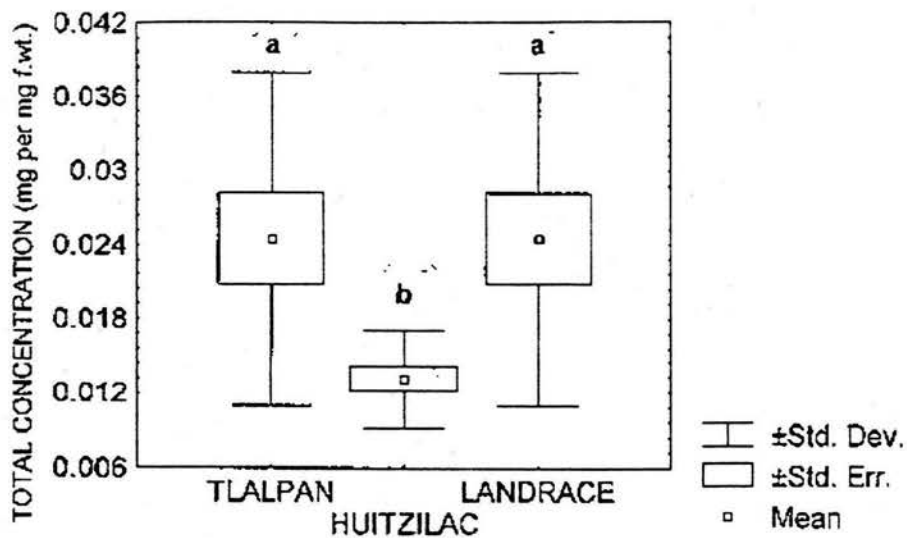 TOTAL CONCENTRATION (mg per mg f.wt.)
0.042
0.036
0.03
0.024
0.018
0.012
0.006
a
a
b
TLALPAN
LANDRACE
HUITZILAC
±Std. Dev.
±Std. Err.
Mean